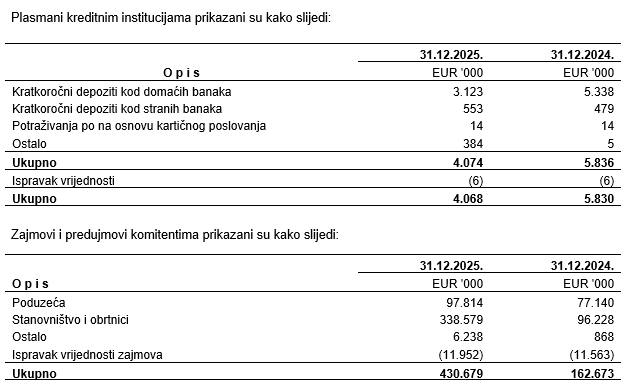 Plasmani kreditnim institucijama prikazani su kako slijedi:
31.12.2025. 31.12.2024.
O p i s EUR '000 EUR '000
Kratkoročni depoziti kod domaćih banaka 3.123 5.338
Kratkoročni depoziti kod stranih banaka 553 479
Potraživanja po na osnovu kartičnog poslovanja 14 14
Ostalo 384 5
Ukupno 4.074 5.836
Ispravak vrijednosti (6) (6)
Ukupno 4.068 5.830
Zajmovi i predujmovi komitentima prikazani su kako slijedi:
31.12.2025. 31.12.2024.
O p i s EUR '000 EUR '000
Poduzeća 97.814 77.140
Stanovništvo i obrtnici 338.579 96.228
Ostalo 6.238 868
Ispravak vrijednosti zajmova (11.952) (11.563)
Ukupno 430.679 162.673